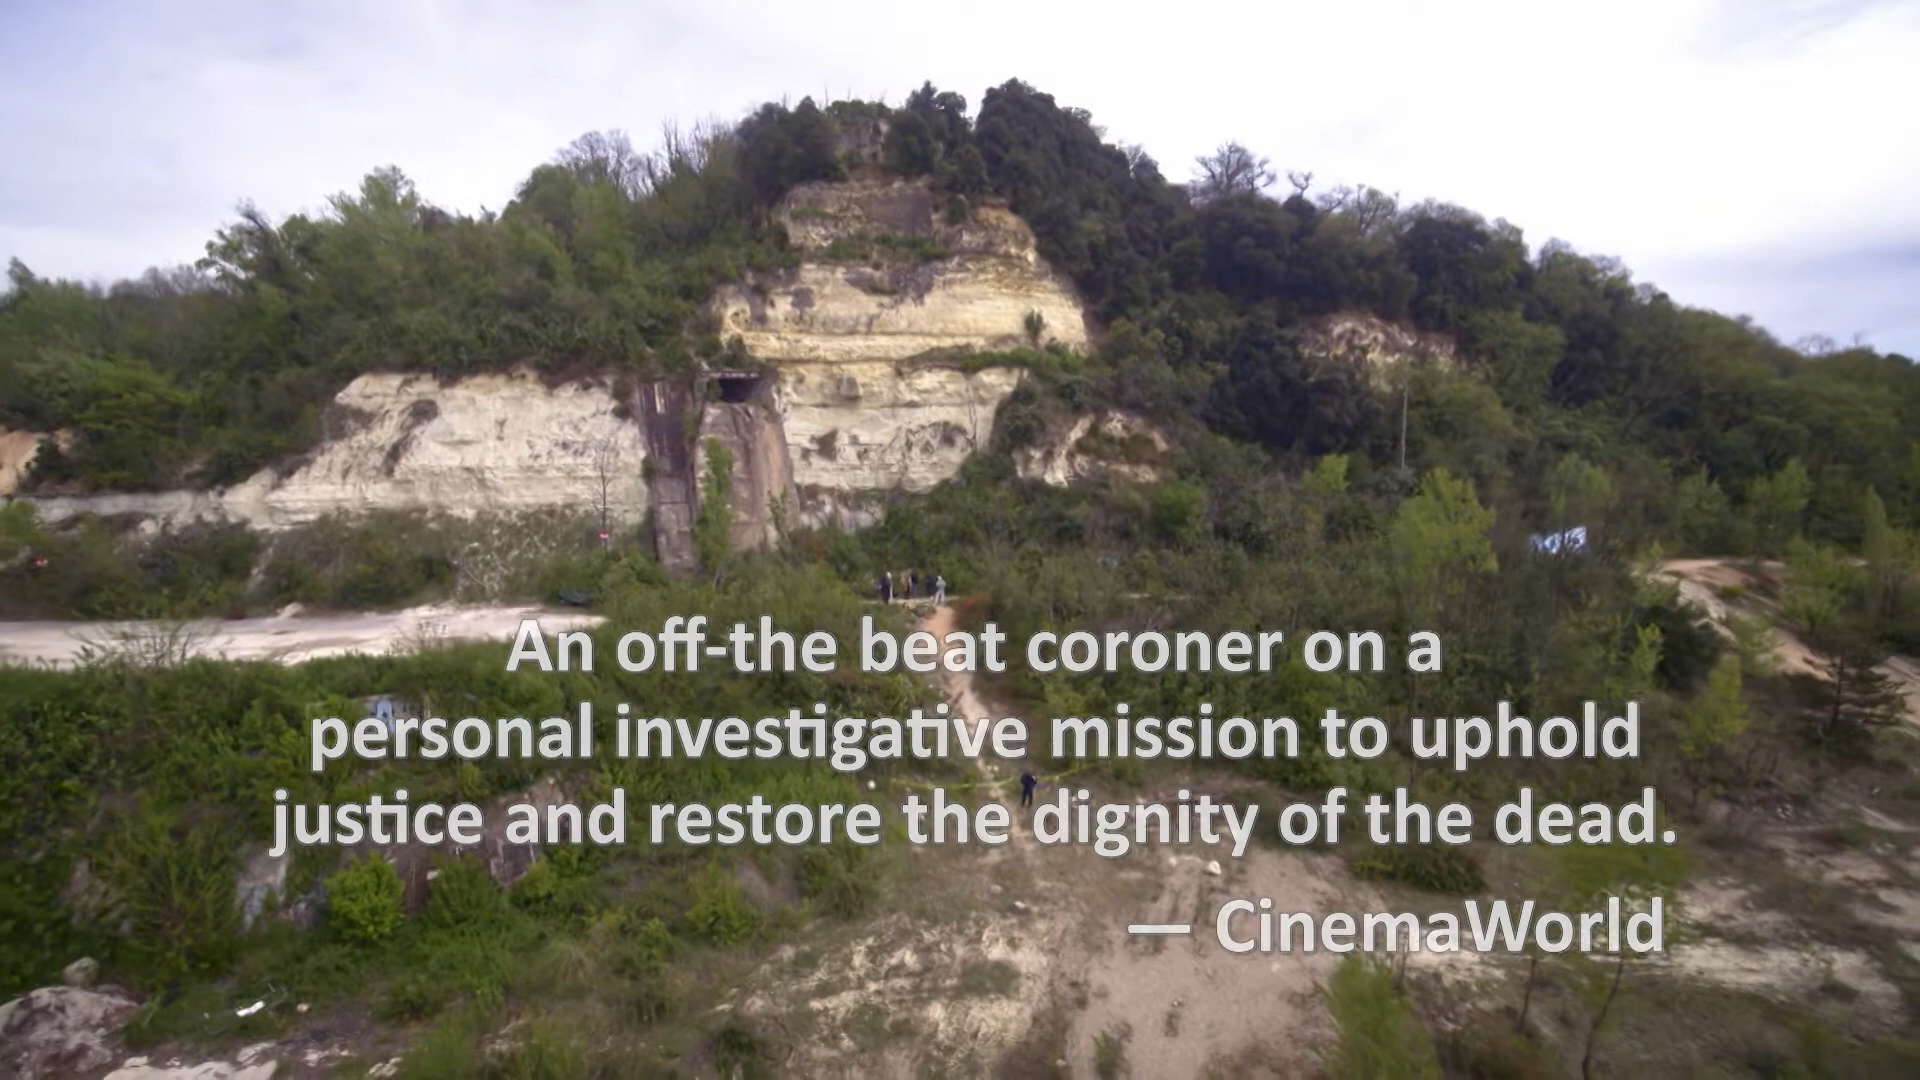 An off-the beat coroner on a
personal investigative mission to uphold
justice and restore the dignity of the dead.
— CinemaWorld